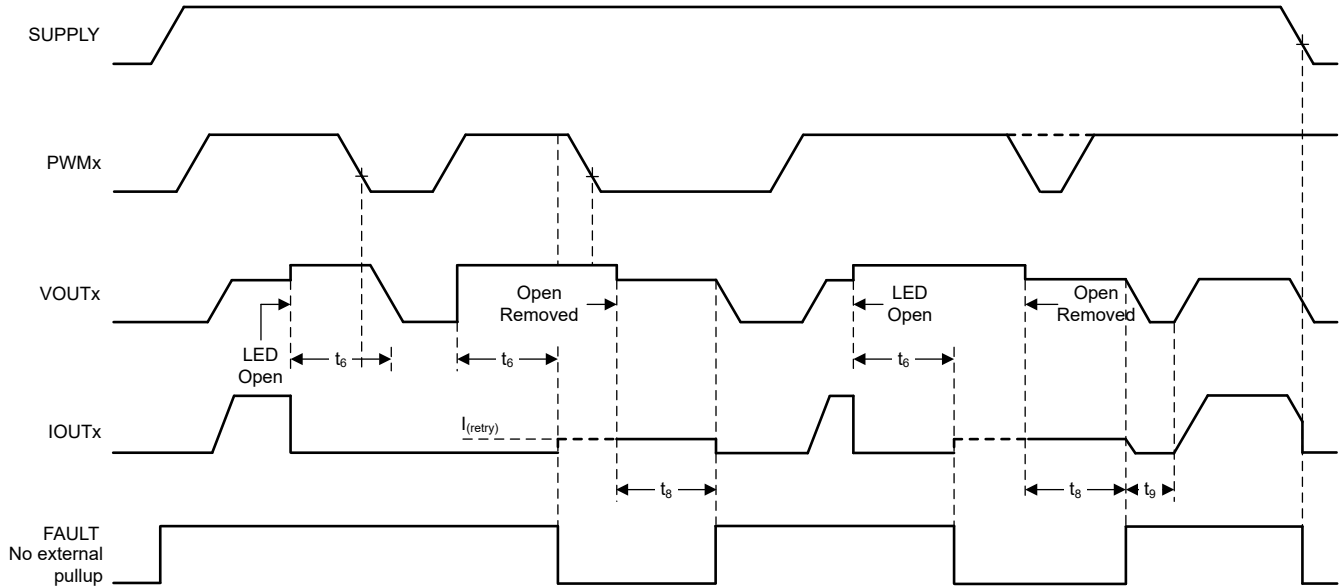 SUPPLY
PWMx
VOUTx
LED
Open
Open
Removed
LED
Open
Open
Removed
t6
t6
t6
IOUTx
I(retry)
t8
t8
t9
FAULT
No external
pullup